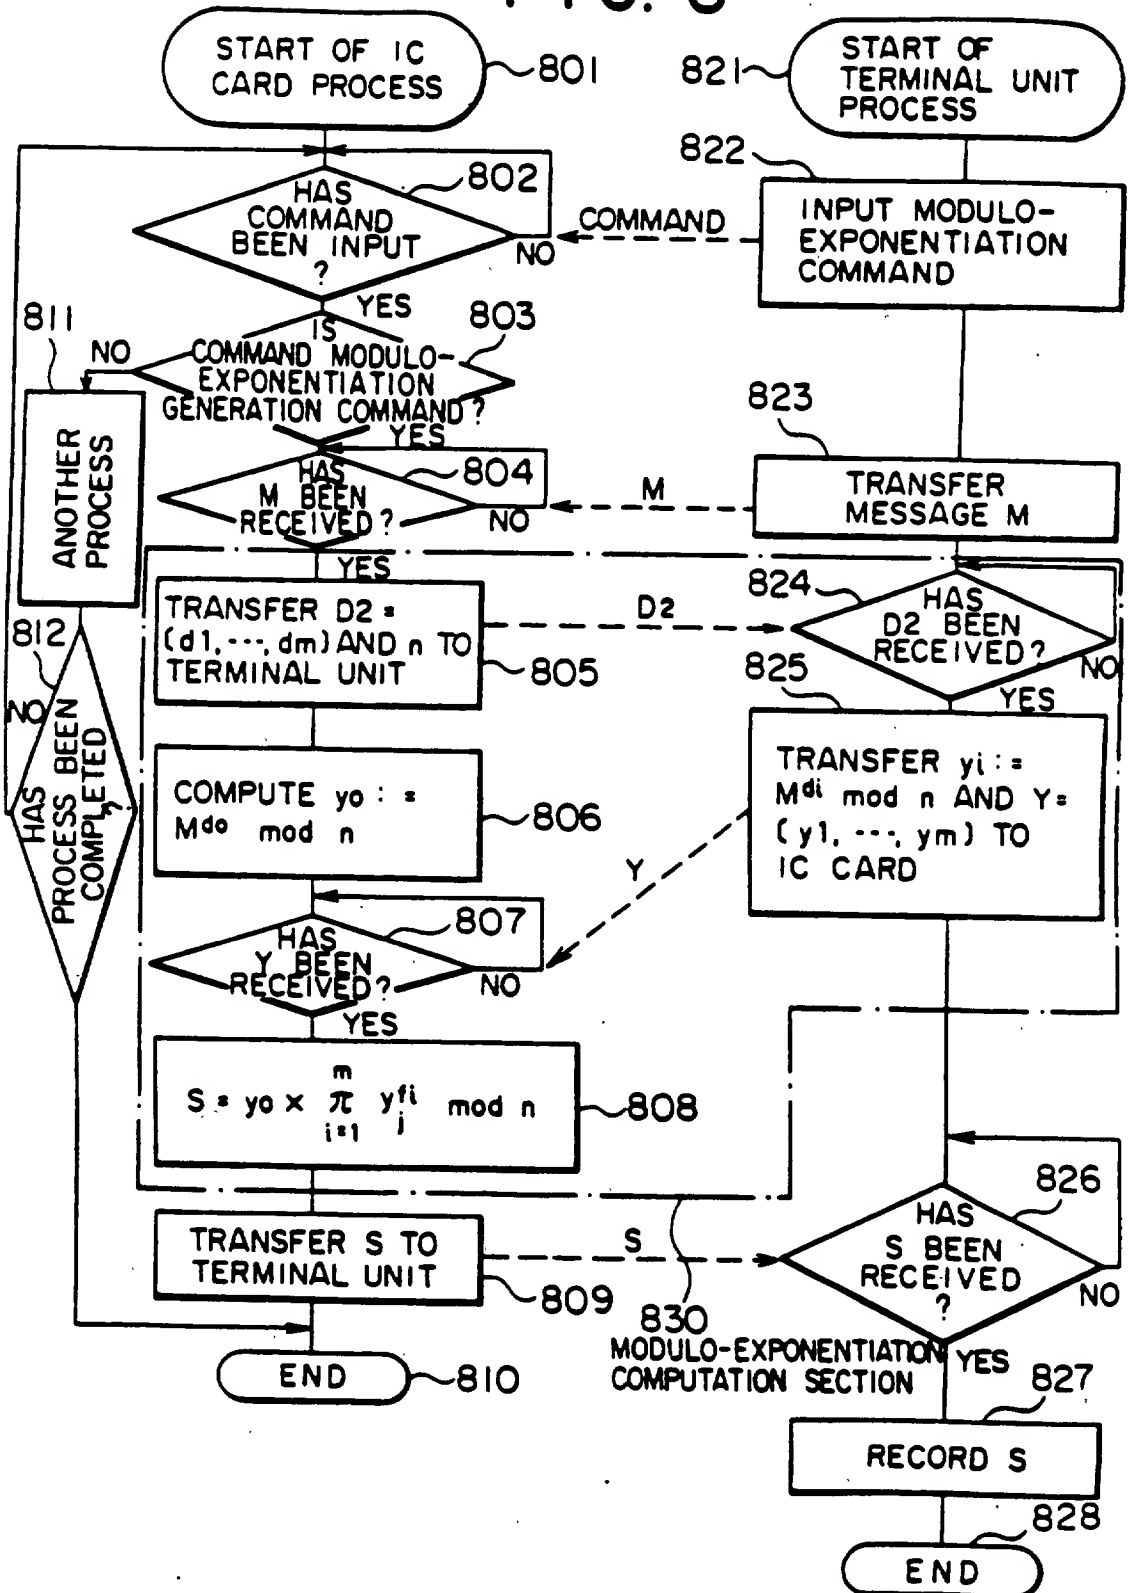 START OF IC
CARD PROCESS
801
821
START OF
TERMINAL UNIT
PROCESS
822
802
HAS
COMMAND
BEEN INPUT
?
NO
YES
COMMAND
INPUT MODULO-
EXPONENTIATION
COMMAND
811
803
NO
IS
COMMAND MODULO-
EXPONENTIATION
GENERATION COMMAND?
YES
ANOTHER
PROCESS
804
HAS
M BEEN
RECEIVED?
NO
YES
M
823
TRANSFER
MESSAGE M
TRANSFER D2 =
(d1, ---, dm) AND n TO
TERMINAL UNIT
805
D2
824
HAS
D2 BEEN
RECEIVED?
NO
YES
812
NO
HAS
PROCESS BEEN
COMPLETED
?
825
TRANSFER yi :=
M^di mod n AND Y=
(y1, ---, ym) TO
IC CARD
COMPUTE yo : =
M^do mod n
806
Y
807
HAS
Y BEEN
RECEIVED?
NO
YES
m
S = yo x π y^fi_j mod n
i=1
808
826
HAS
S BEEN
RECEIVED
?
NO
YES
TRANSFER S TO
TERMINAL UNIT
809
S
830
MODULO-EXPONENTIATION
COMPUTATION SECTION
END
810
827
RECORD S
828
END